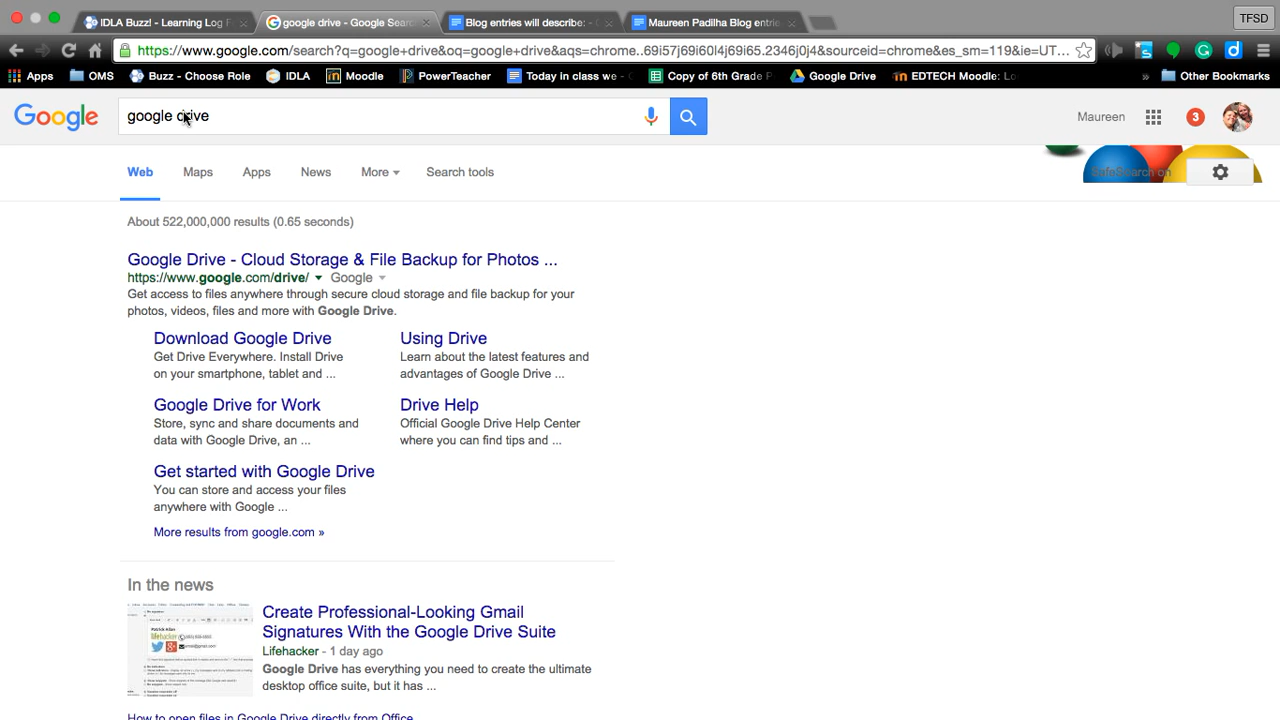 IDLA Buzz! - Learning Log F
google drive - Google Sear
Blog entries will describe: -
Maureen Padilha Blog entrie
TFSD
https://www.google.com/search?q=google+drive&oq=google+drive&aqs=chrome..69i57j69i60l4j69i65.2346j0j4&sourceid=chrome&es_sm=119&ie=UT...
Apps
OMS
Buzz - Choose Role
IDLA
Moodle
PowerTeacher
Today in class we -
Copy of 6th Grade P
Google Drive
EDTECH Moodle: Lo
»
Other Bookmarks
Google
google drive
Maureen
3
Web
Maps
Apps
News
More
Search tools
SafeSearch on
About 522,000,000 results (0.65 seconds)
Google Drive - Cloud Storage & File Backup for Photos ...
https://www.google.com/drive/ Google
Get access to files anywhere through secure cloud storage and file backup for your
photos, videos, files and more with Google Drive.
Download Google Drive
Get Drive Everywhere. Install Drive
on your smartphone, tablet and ...
Using Drive
Learn about the latest features and
advantages of Google Drive ...
Google Drive for Work
Store, sync and share documents and
data with Google Drive, an ...
Drive Help
Official Google Drive Help Center
where you can find tips and ...
Get started with Google Drive
You can store and access your files
anywhere with Google ...
More results from google.com »
In the news
lifehacker
Create Professional-Looking Gmail
Signatures With the Google Drive Suite
Lifehacker - 1 day ago
Google Drive has everything you need to create the ultimate
desktop office suite, but it has ...
How to open files in Google Drive directly from Office